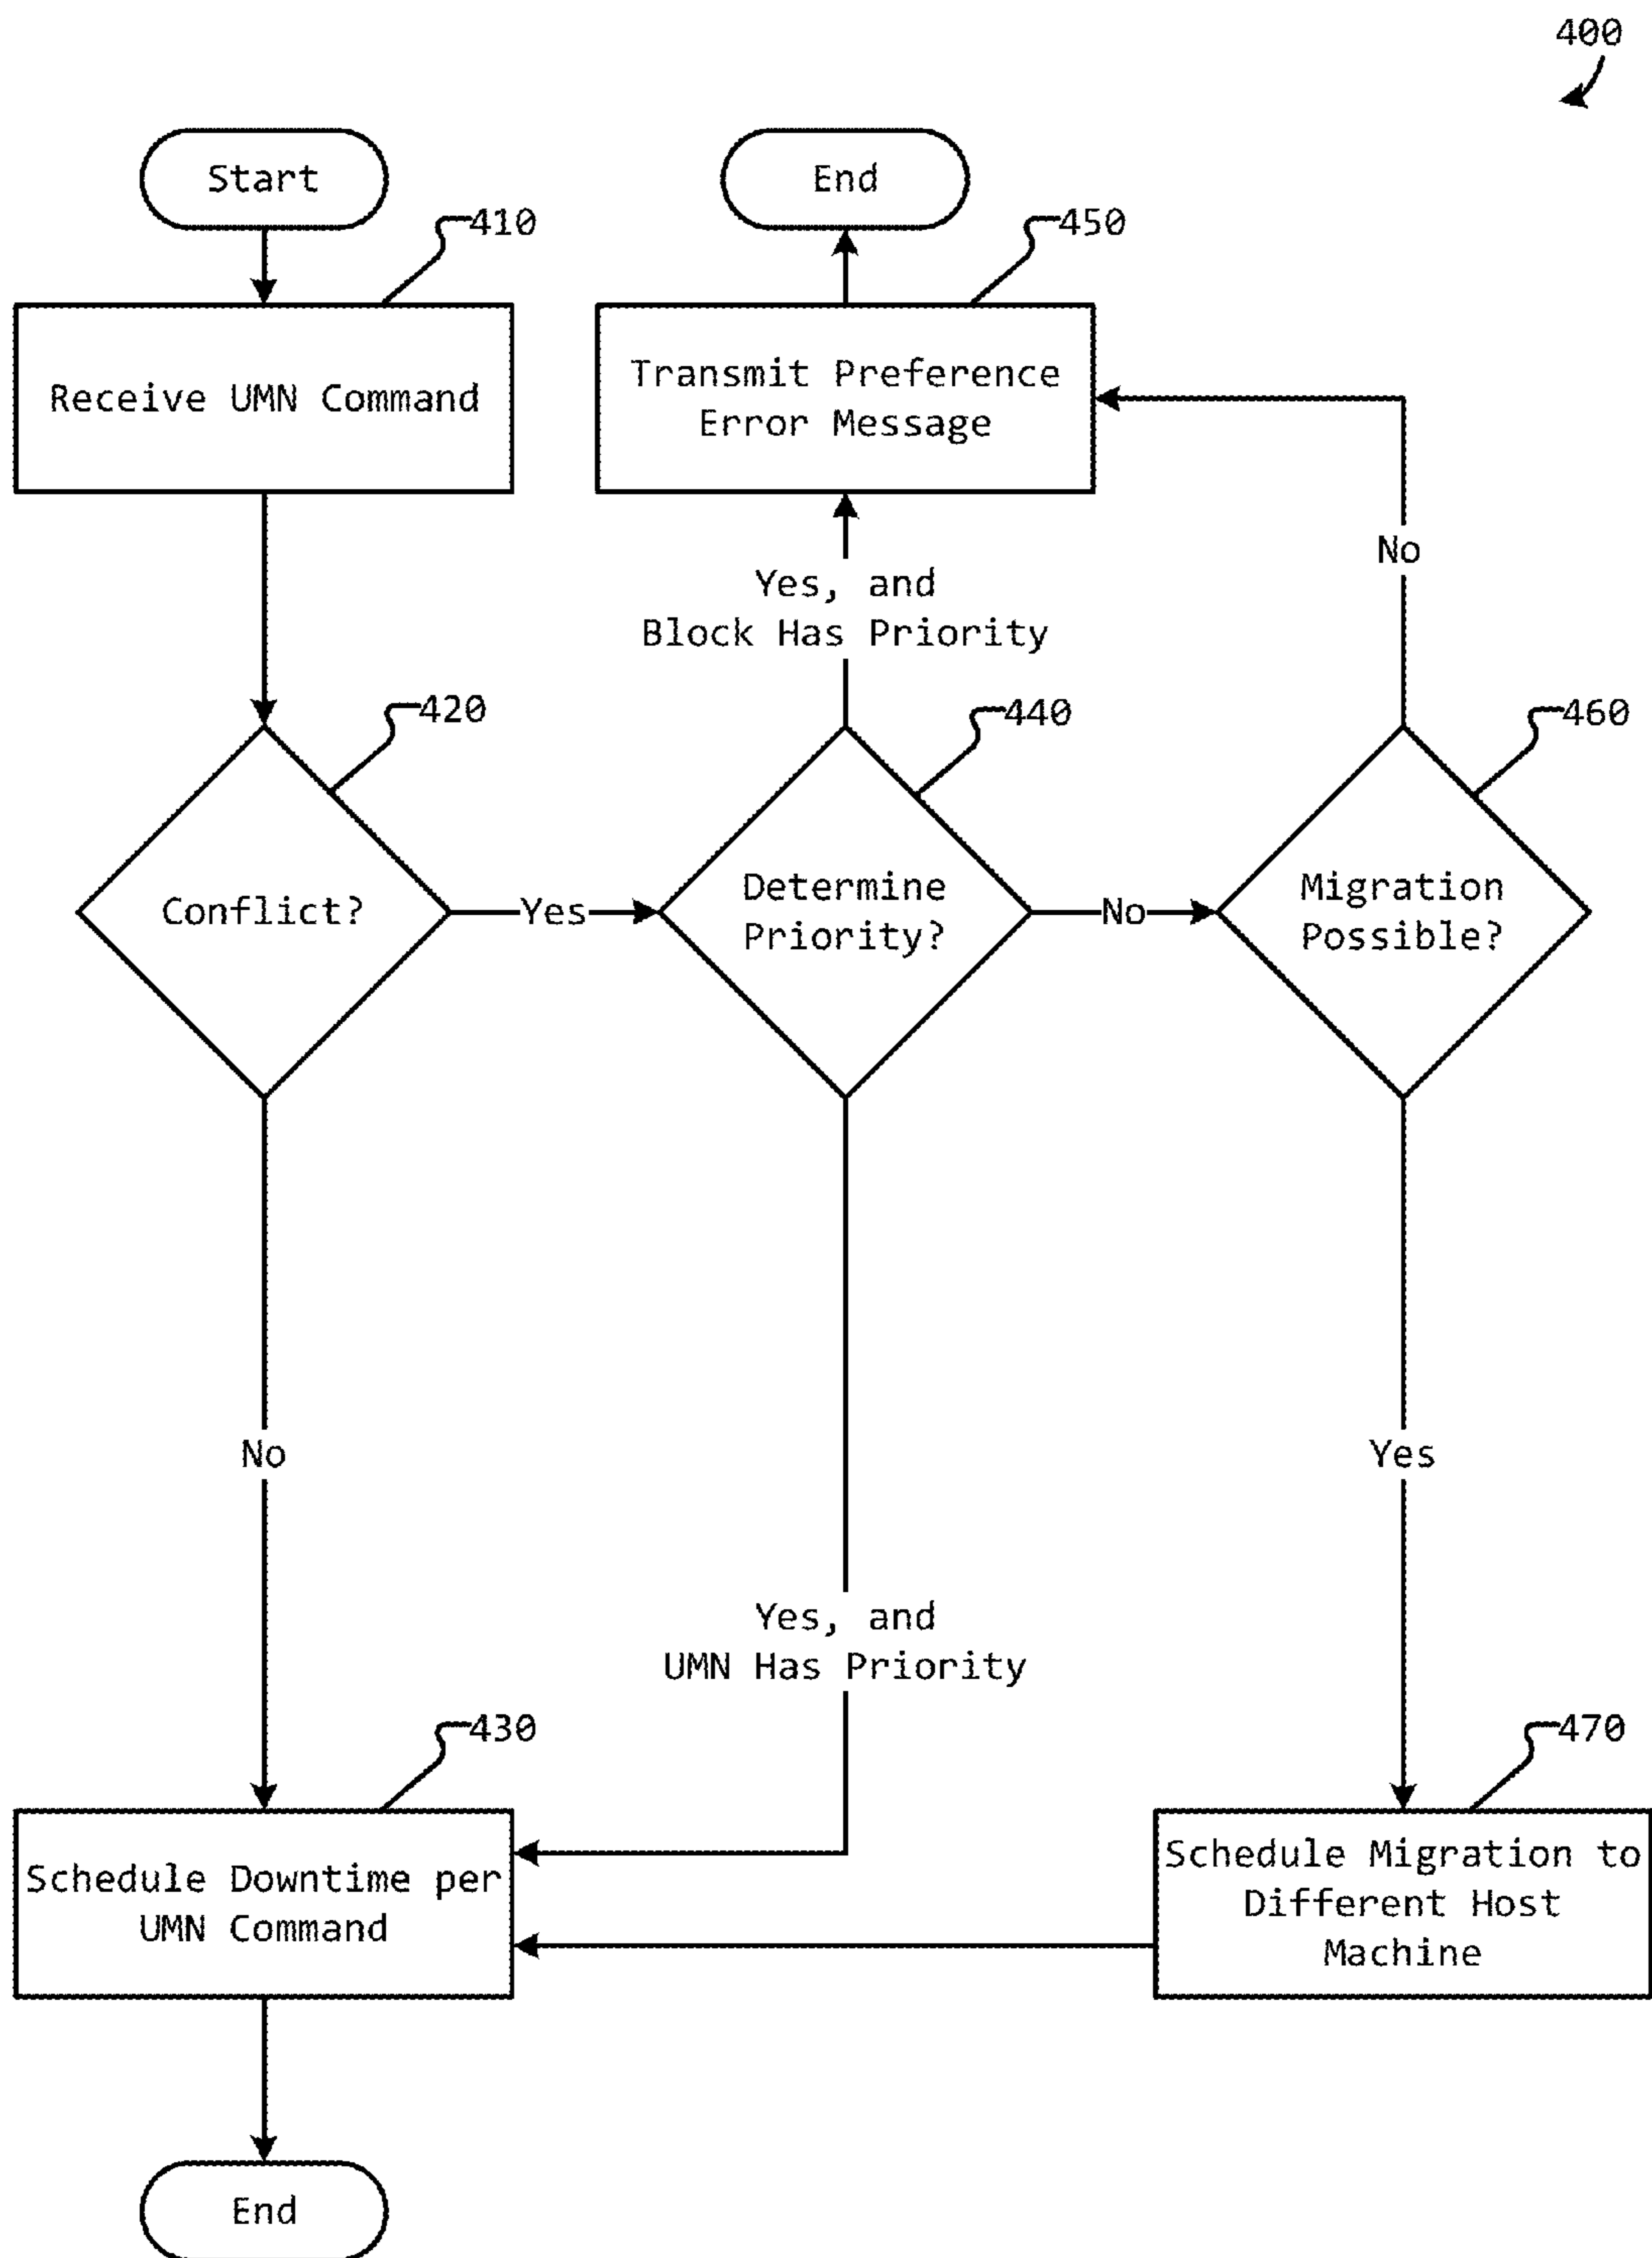 400
Start
End
410
450
Receive UMN Command
Transmit Preference
Error Message
No
Yes, and
Block Has Priority
420
440
460
Conflict?
Yes
Determine
Priority?
No
Migration
Possible?
No
Yes
Yes, and
UMN Has Priority
430
470
Schedule Downtime per
UMN Command
Schedule Migration to
Different Host
Machine
End